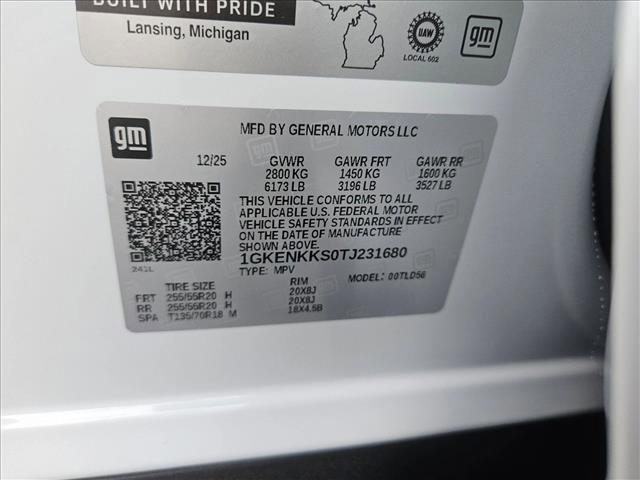 BUILT WITH PRIDE
Lansing, Michigan
UAW
LOCAL 602
gm
gm
MFD BY GENERAL MOTORS LLC
12/25 GVWR GAWR FRT GAWR RR
2800 KG 1450 KG 1600 KG
6173 LB 3196 LB 3527 LB
THIS VEHICLE CONFORMS TO ALL
APPLICABLE U.S. FEDERAL MOTOR
VEHICLE SAFETY STANDARDS IN EFFECT
ON THE DATE OF MANUFACTURE
SHOWN ABOVE.
1GKENKKS0TJ231680
241L
TYPE: MPV
TIRE SIZE RIM MODEL: 00TLD56
FRT 255/55R20 H 20X8J
RR 255/55R20 H 20X8J
SPA T135/70R18 M 18X4.5B